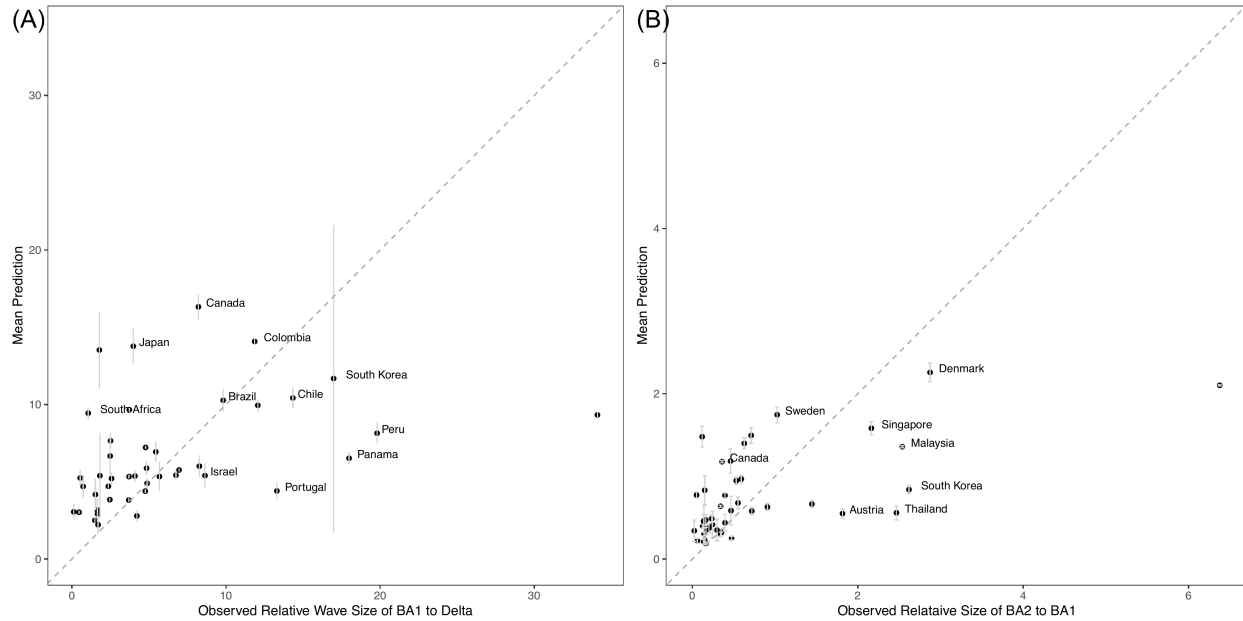 (A)
Mean Prediction
30
20
10
0
Canada
Japan
Colombia
South Korea
Brazil
Chile
South Africa
Peru
Panama
Israel
Portugal
0 10 20 30
Observed Relative Wave Size of BA1 to Delta
(B)
Mean Prediction
6
4
2
0
Denmark
Sweden
Singapore
Malaysia
Canada
South Korea
Austria
Thailand
0 2 4 6
Observed Relataive Size of BA2 to BA1